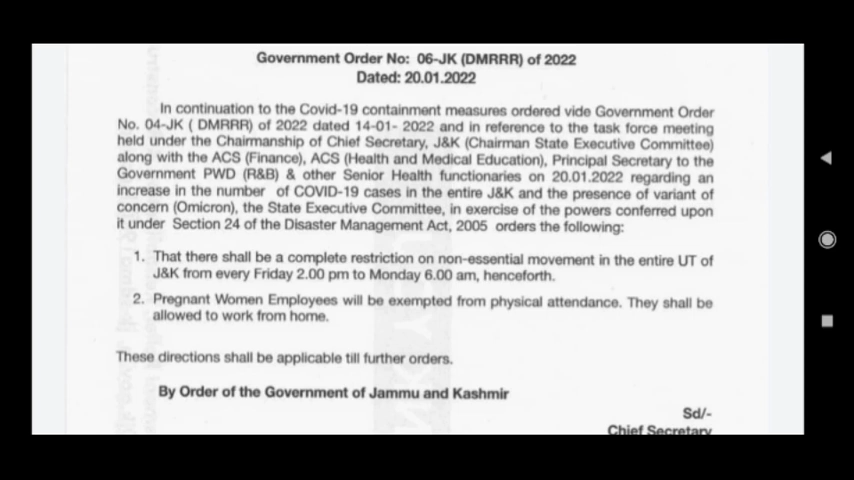 Government Order No: 06-JK (DMRRR) of 2022
Dated: 20.01.2022
In continuation to the Covid-19 containment measures ordered vide Government Order
No. 04-JK ( DMRRR) of 2022 dated 14-01- 2022 and in reference to the task force meeting
held under the Chairmanship of Chief Secretary, J&K (Chairman State Executive Committee)
along with the ACS (Finance), ACS (Health and Medical Education), Principal Secretary to the
Government PWD (R&B) & other Senior Health functionaries on 20.01.2022 regarding an
increase in the number of COVID-19 cases in the entire J&K and the presence of variant of
concern (Omicron), the State Executive Committee, in exercise of the powers conferred upon
it under Section 24 of the Disaster Management Act, 2005 orders the following:
1. That there shall be a complete restriction on non-essential movement in the entire UT of
J&K from every Friday 2.00 pm to Monday 6.00 am, henceforth.
2. Pregnant Women Employees will be exempted from physical attendance. They shall be
allowed to work from home.
These directions shall be applicable till further orders.
By Order of the Government of Jammu and Kashmir
Sd/-
Chief Secretary